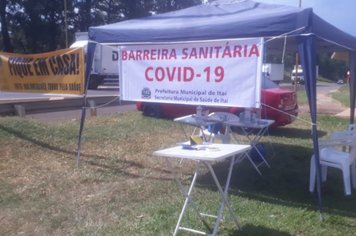 FIQUE EM CASA!
BARREIRA SANITÁRIA
COVID-19
Prefeitura Municipal de Itaí
Secretaria Municipal de Saúde de Itaí